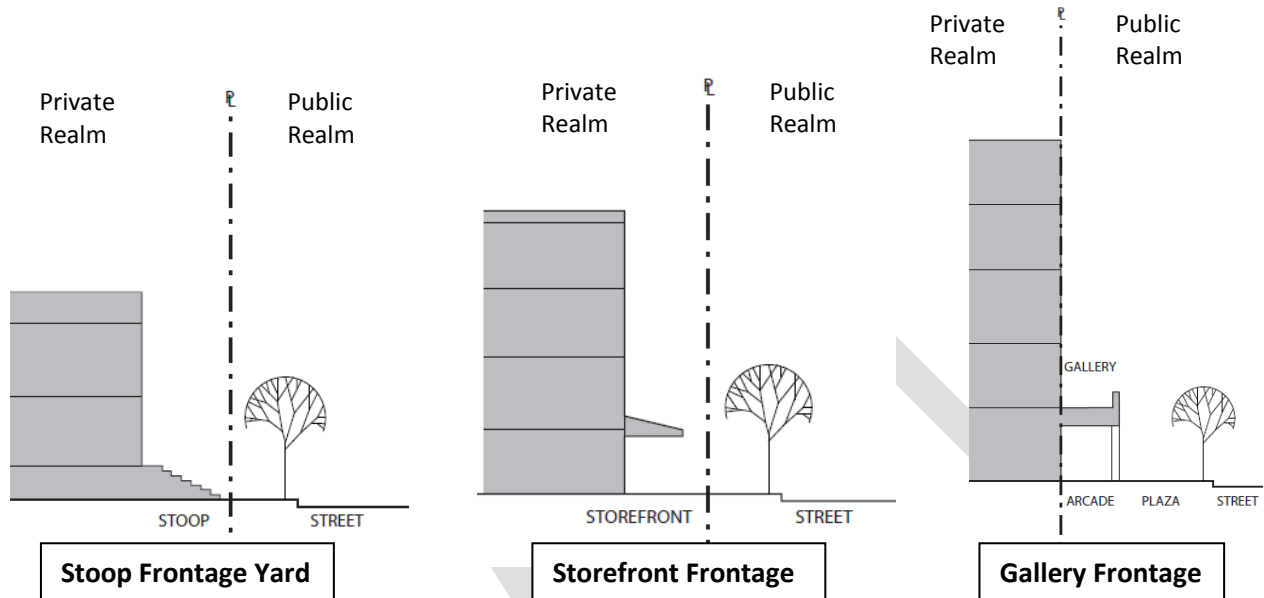 Private
Realm
Public
Realm
℄
STOOP
STREET
Stoop Frontage Yard
Private
Realm
Public
Realm
℄
STOREFRONT
STREET
Storefront Frontage
Private
Realm
Public
Realm
℄
GALLERY
ARCADE
PLAZA
STREET
Gallery Frontage